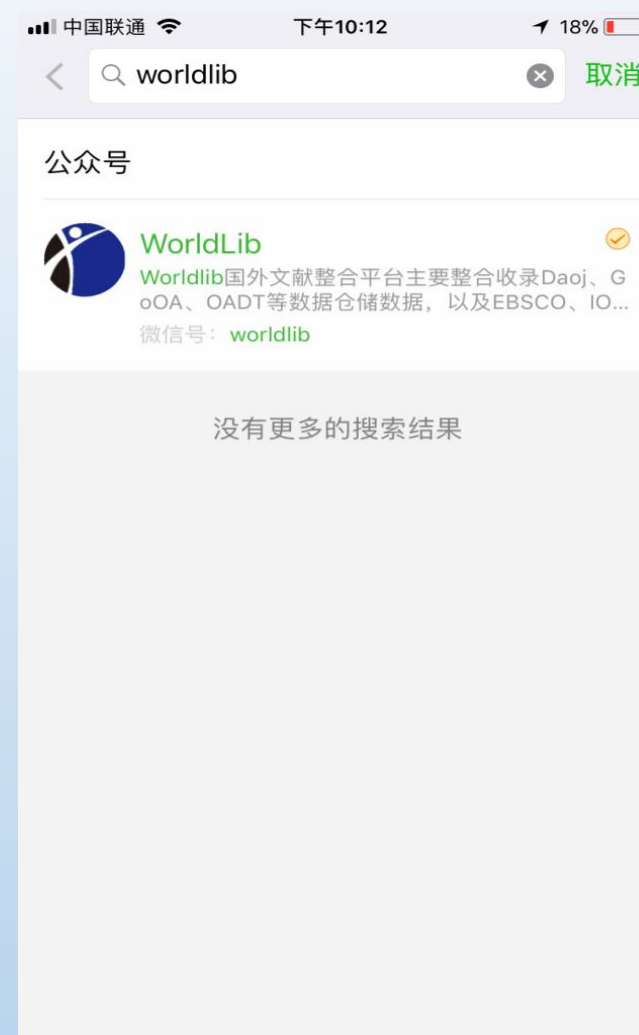 中国联通 下午10:12 18%
worldlib 取消
公众号
WorldLib
Worldlib国外文献整合平台主要整合收录Daoj、G
oOA、OADT等数据仓储数据，以及EBSCO、IO...
微信号：worldlib
没有更多的搜索结果